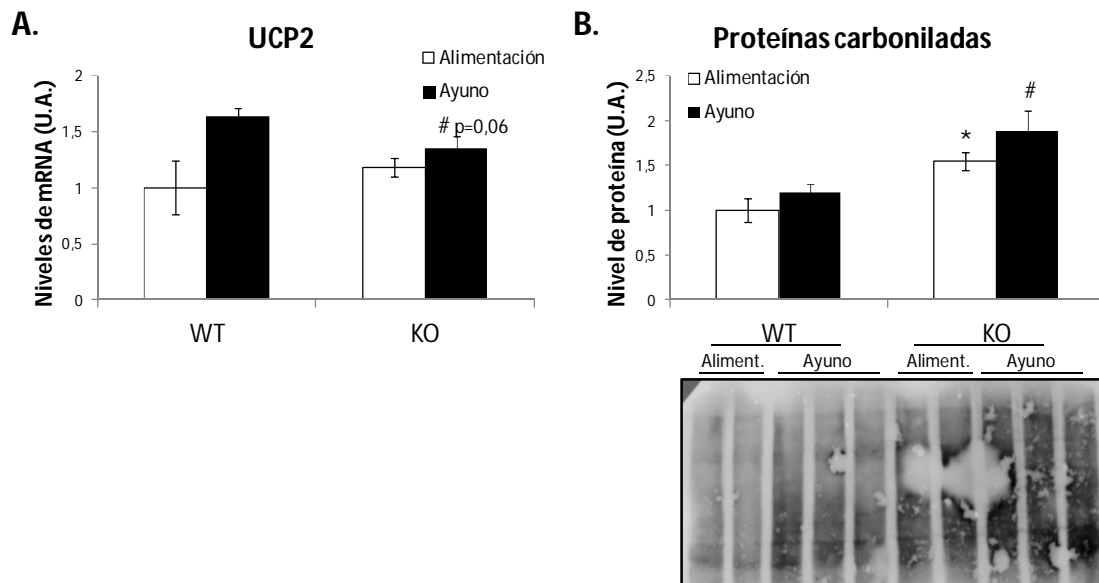 A.
UCP2
Niveles de mRNA (U.A.)
2
1,5
1
0,5
0
Alimentación
Ayuno
# p=0,06
WT
KO
B.
Proteínas carboniladas
Nivel de proteína (U.A.)
2,5
2
1,5
1
0,5
0
Alimentación
Ayuno
*
#
WT
KO
Aliment.
Ayuno
Aliment.
Ayuno